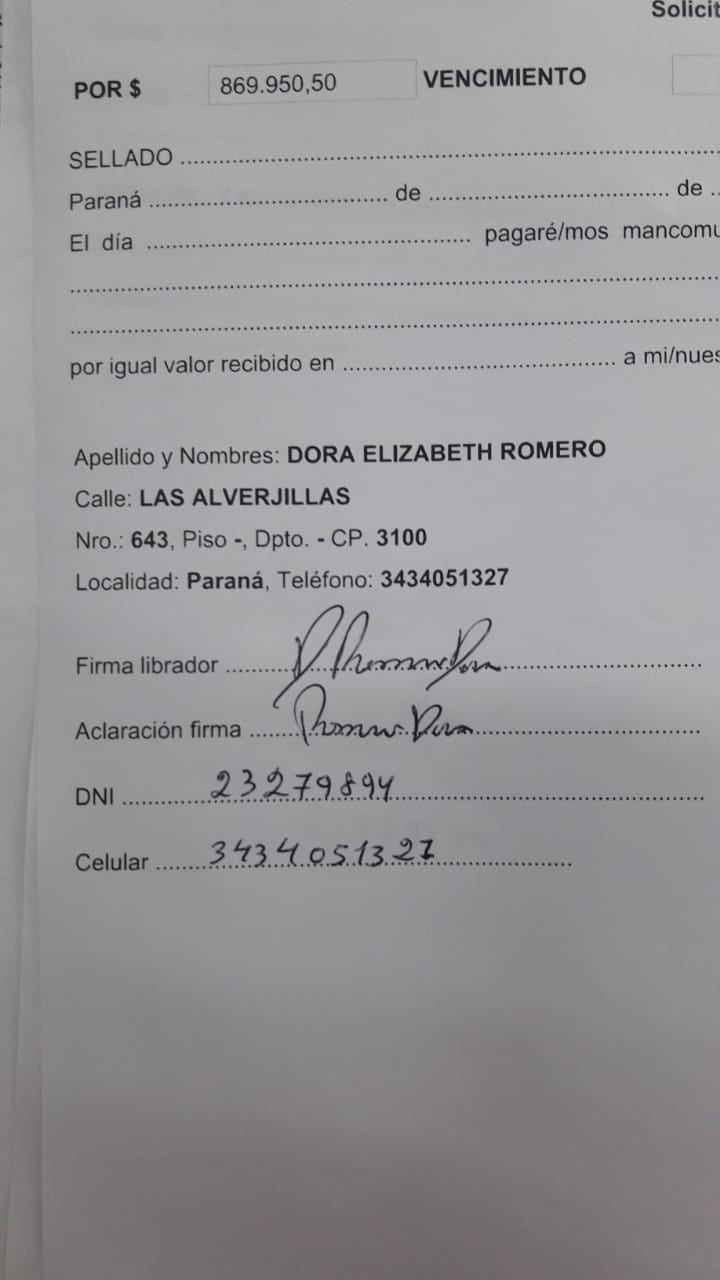 Solicit
POR $ 869.950,50 VENCIMIENTO
SELLADO ....................
Paraná .................... de .................... de ..
El día .................... pagaré/mos mancomu
....................
....................
por igual valor recibido en .................... a mi/nues
Apellido y Nombres: DORA ELIZABETH ROMERO
Calle: LAS ALVERJILLAS
Nro.: 643, Piso -, Dpto. - CP. 3100
Localidad: Paraná, Teléfono: 3434051327
Firma librador ....................
Aclaración firma .......... Dora
DNI .......... 23279894
Celular .......... 3434051327